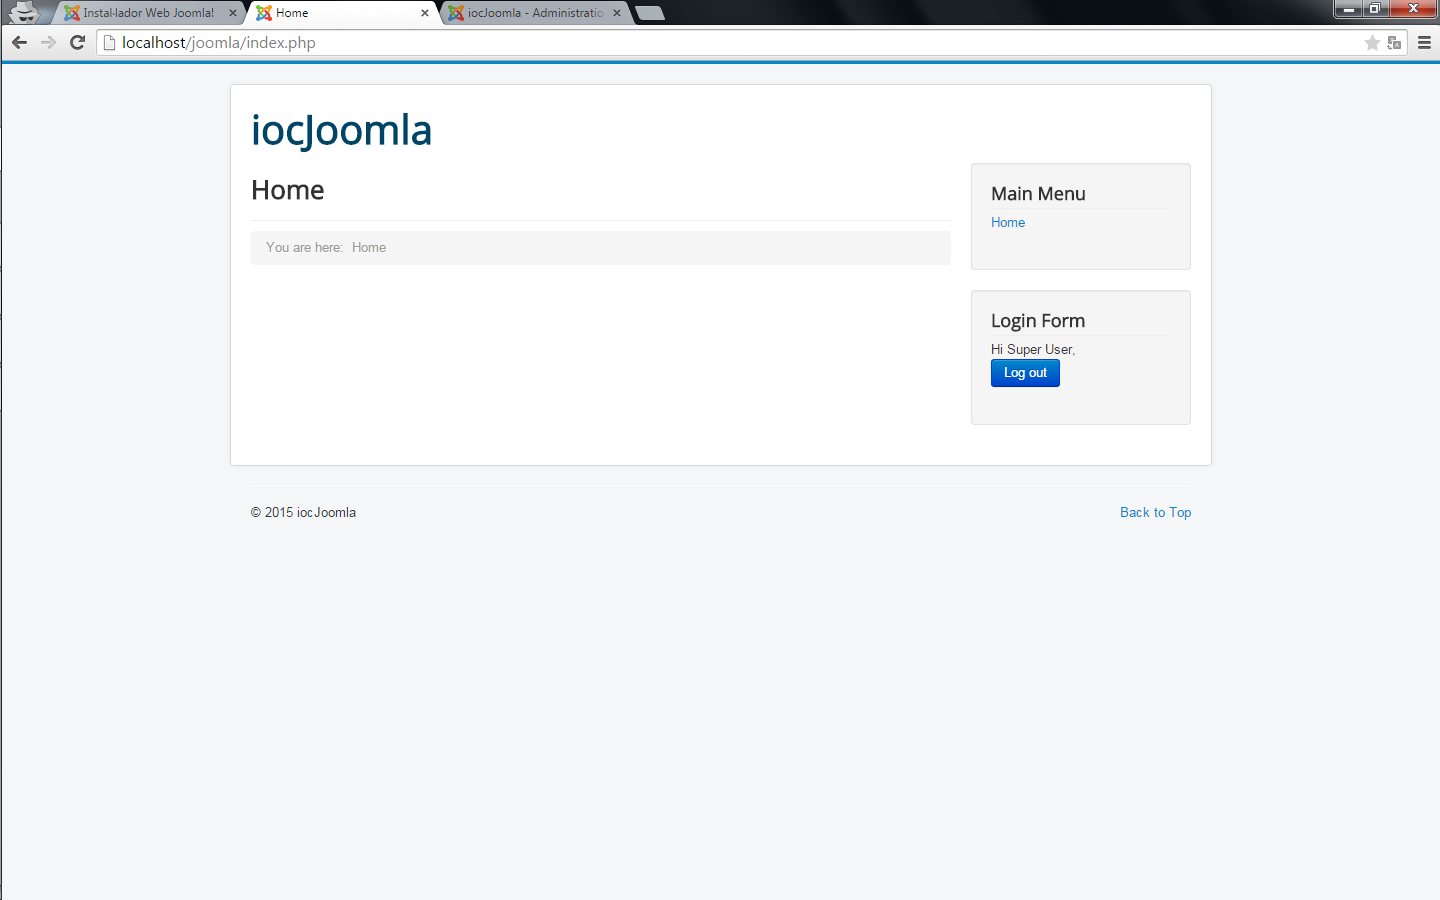 Instal·lador Web Joomla!
Home
iocJoomla - Administratio
localhost/joomla/index.php
iocJoomla
Home
You are here: Home
Main Menu
Home
Login Form
Hi Super User,
Log out
© 2015 iocJoomla
Back to Top